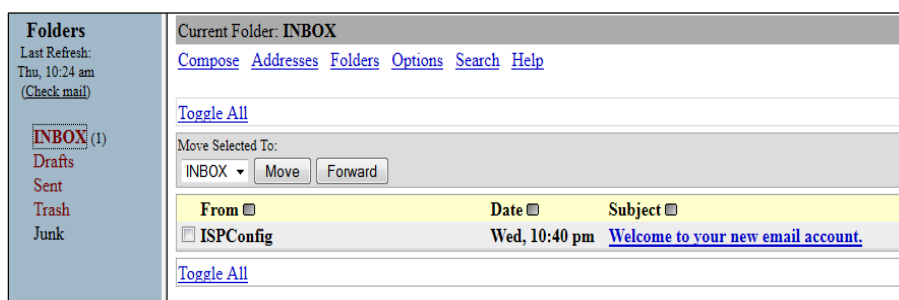 Folders
Last Refresh:
Thu, 10:24 am
(Check mail)
INBOX (1)
Drafts
Sent
Trash
Junk
Current Folder: INBOX
Compose Addresses Folders Options Search Help
Toggle All
Move Selected To:
INBOX Move Forward
From Date Subject
ISPConfig Wed, 10:40 pm Welcome to your new email account.
Toggle All